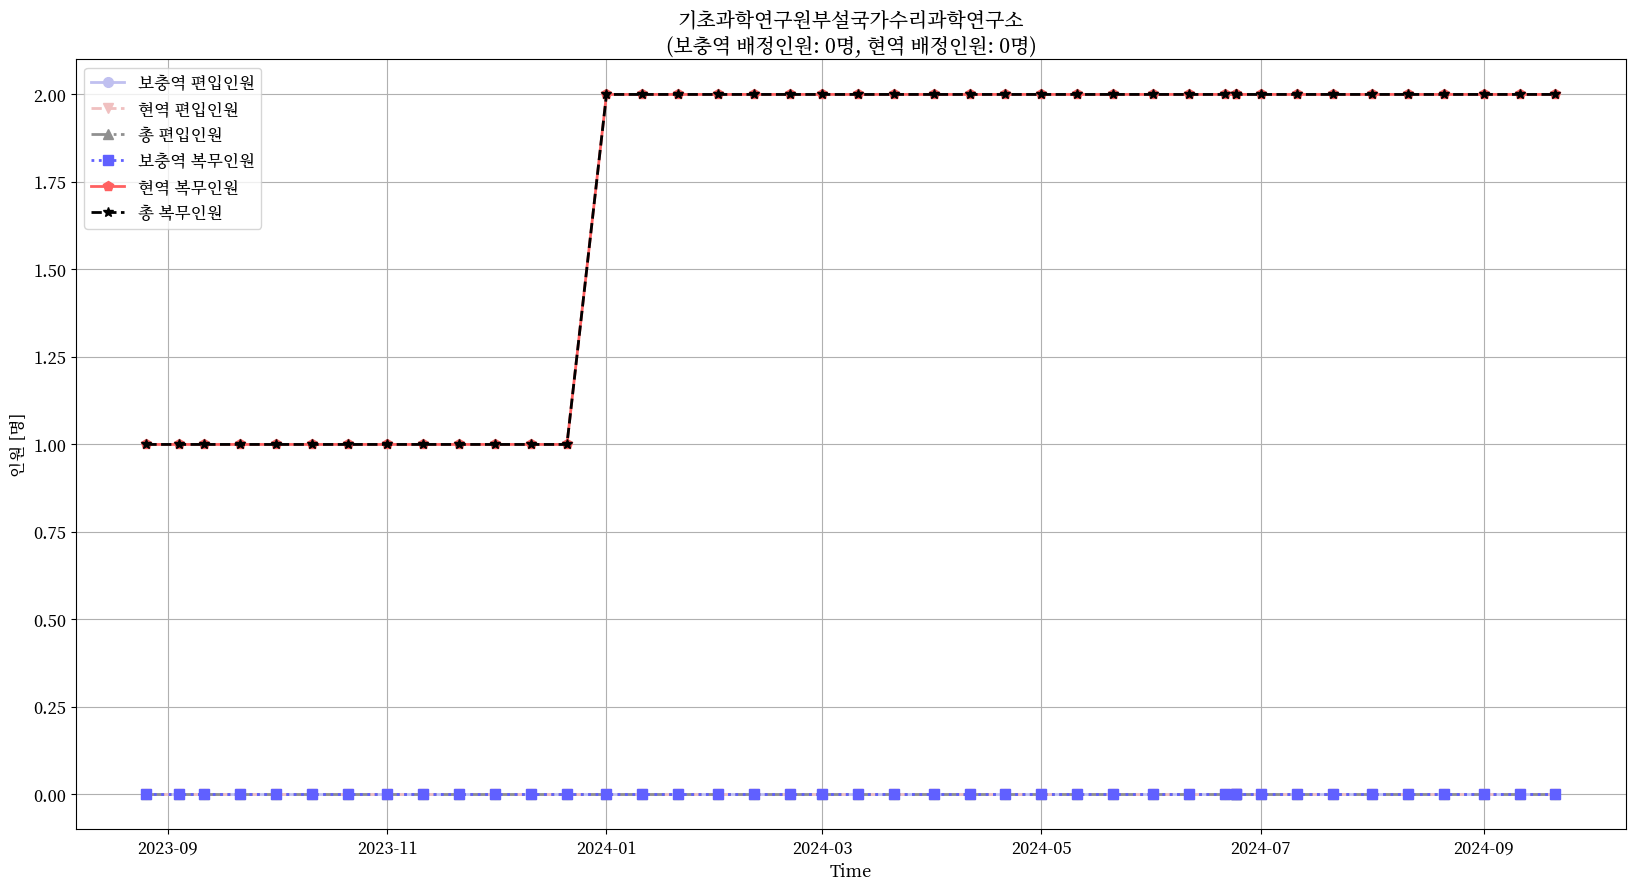 기초과학연구원부설국가수리과학연구소
(보충역 배정인원: 0명, 현역 배정인원: 0명)
보충역 편입인원
현역 편입인원
총 편입인원
보충역 복무인원
현역 복무인원
총 복무인원
2.00
1.75
1.50
1.25
1.00
0.75
0.50
0.25
0.00
인원 [명]
2023-09
2023-11
2024-01
2024-03
2024-05
2024-07
2024-09
Time